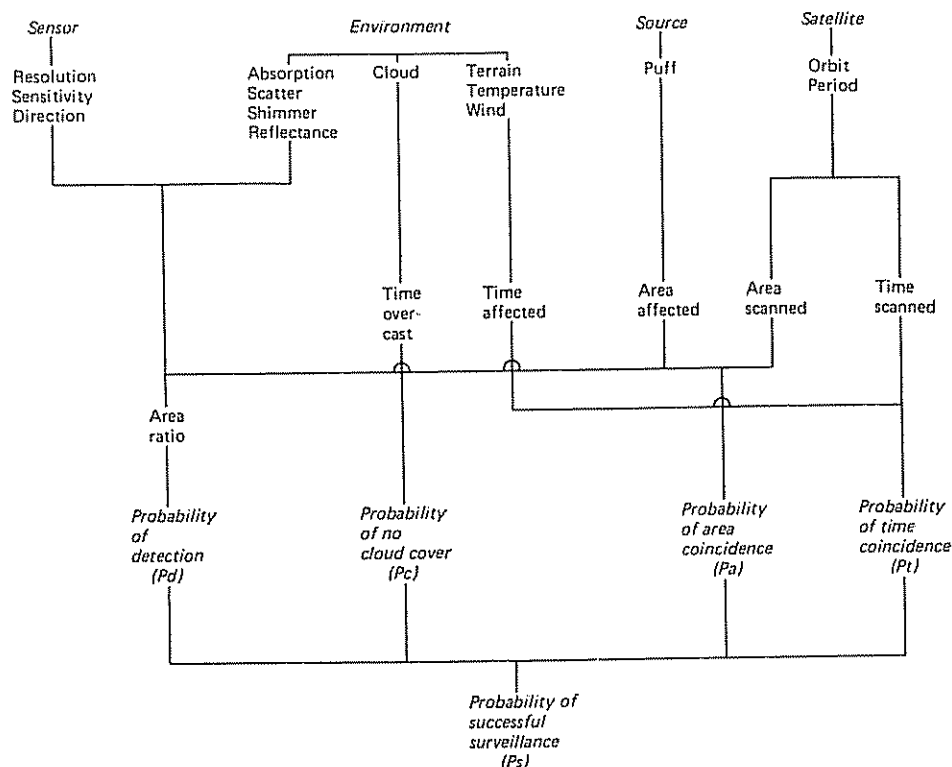 Sensor
Environment
Source
Satellite
Resolution
Sensitivity
Direction
Absorption
Scatter
Shimmer
Reflectance
Cloud
Terrain
Temperature
Wind
Puff
Orbit
Period
Time
over-
cast
Time
affected
Area
affected
Area
scanned
Time
scanned
Area
ratio
Probability
of
detection
(Pd)
Probability
of no
cloud cover
(Pc)
Probability
of area
coincidence
(Pa)
Probability
of time
coincidence
(Pt)
Probability of
successful
surveillance
(Ps)